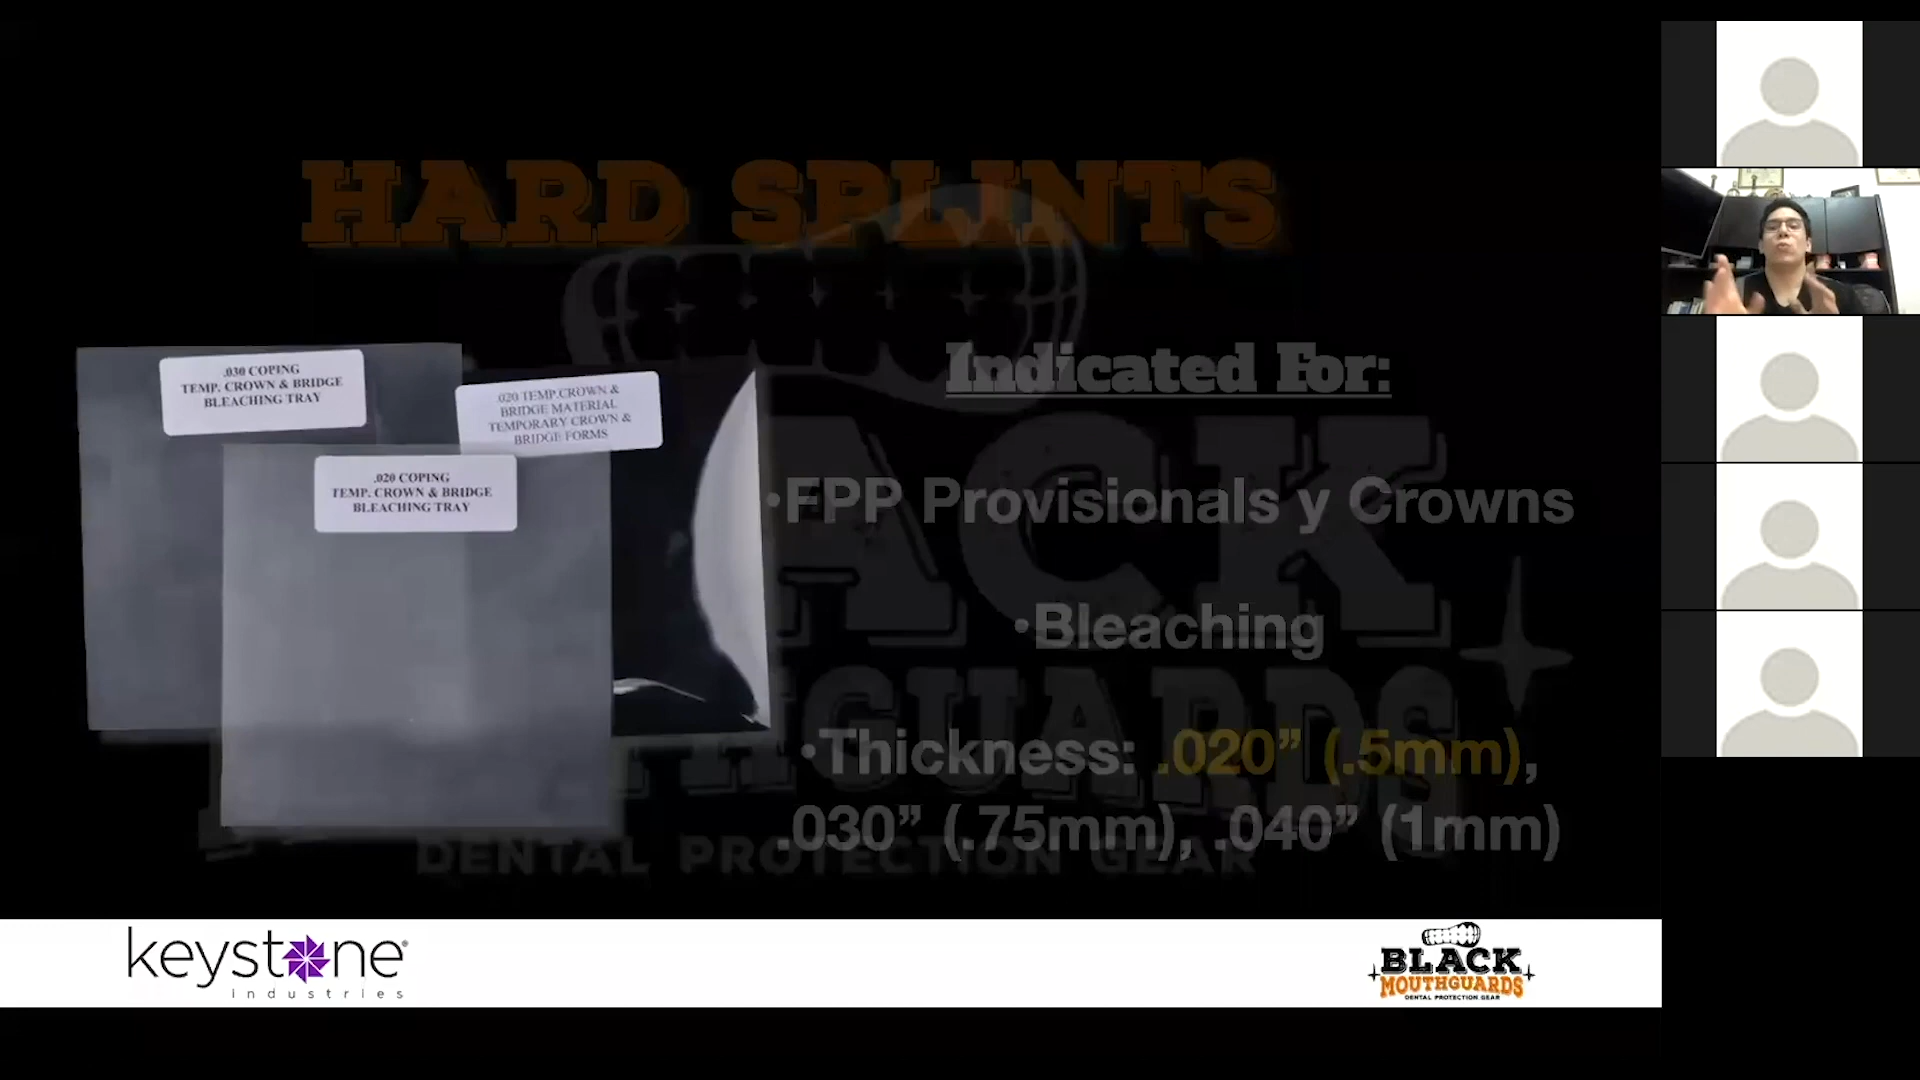 HARD SPLINTS
.030 COPING
TEMP. CROWN & BRIDGE
BLEACHING TRAY
.020 TEMP.CROWN &
BRIDGE MATERIAL
TEMPORARY CROWN &
BRIDGE FORMS
.020 COPING
TEMP. CROWN & BRIDGE
BLEACHING TRAY
Indicated For:
•FPP Provisionals y Crowns
•Bleaching
•Thickness: .020” (.5mm),
.030” (.75mm), .040” (1mm)
DENTAL PROTECTION GEAR
keystone®
industries
BLACK
MOUTHGUARDS
DENTAL PROTECTION GEAR